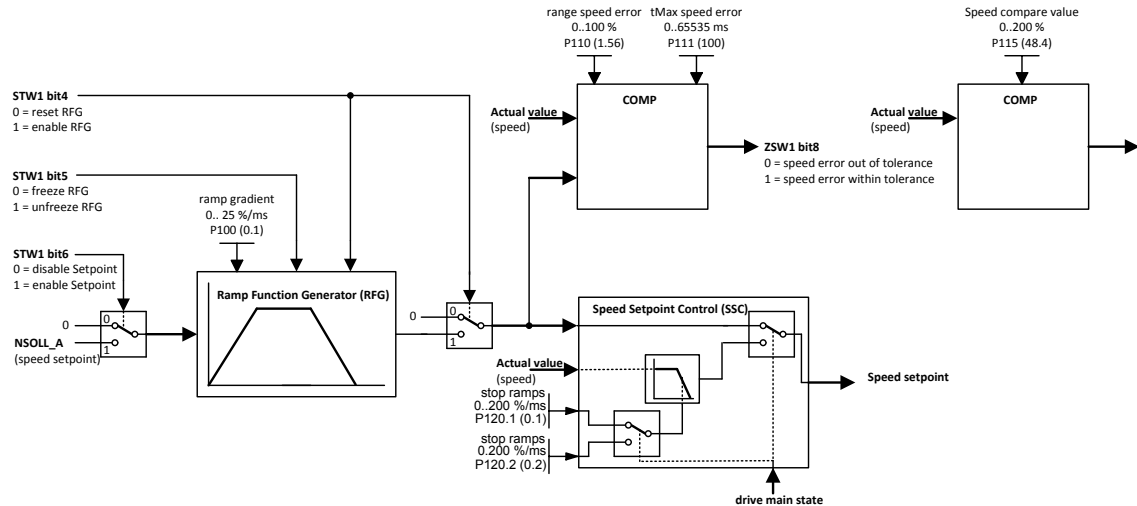 range speed error
0..100 %
P110 (1.56)
tMax speed error
0..65535 ms
P111 (100)
Speed compare value
0..200 %
P115 (48.4)
STW1 bit4
0 = reset RFG
1 = enable RFG
COMP
Actual value
(speed)
ZSW1 bit8
0 = speed error out of tolerance
1 = speed error within tolerance
COMP
Actual value
(speed)
STW1 bit5
0 = freeze RFG
1 = unfreeze RFG
ramp gradient
0.. 25 %/ms
P100 (0.1)
STW1 bit6
0 = disable Setpoint
1 = enable Setpoint
0
0
1
NSOLL_A
(speed setpoint)
Ramp Function Generator (RFG)
0
0
1
Speed Setpoint Control (SSC)
Actual value
(speed)
stop ramps
0..200 %/ms
P120.1 (0.1)
stop ramps
0.200 %/ms
P120.2 (0.2)
Speed setpoint
drive main state